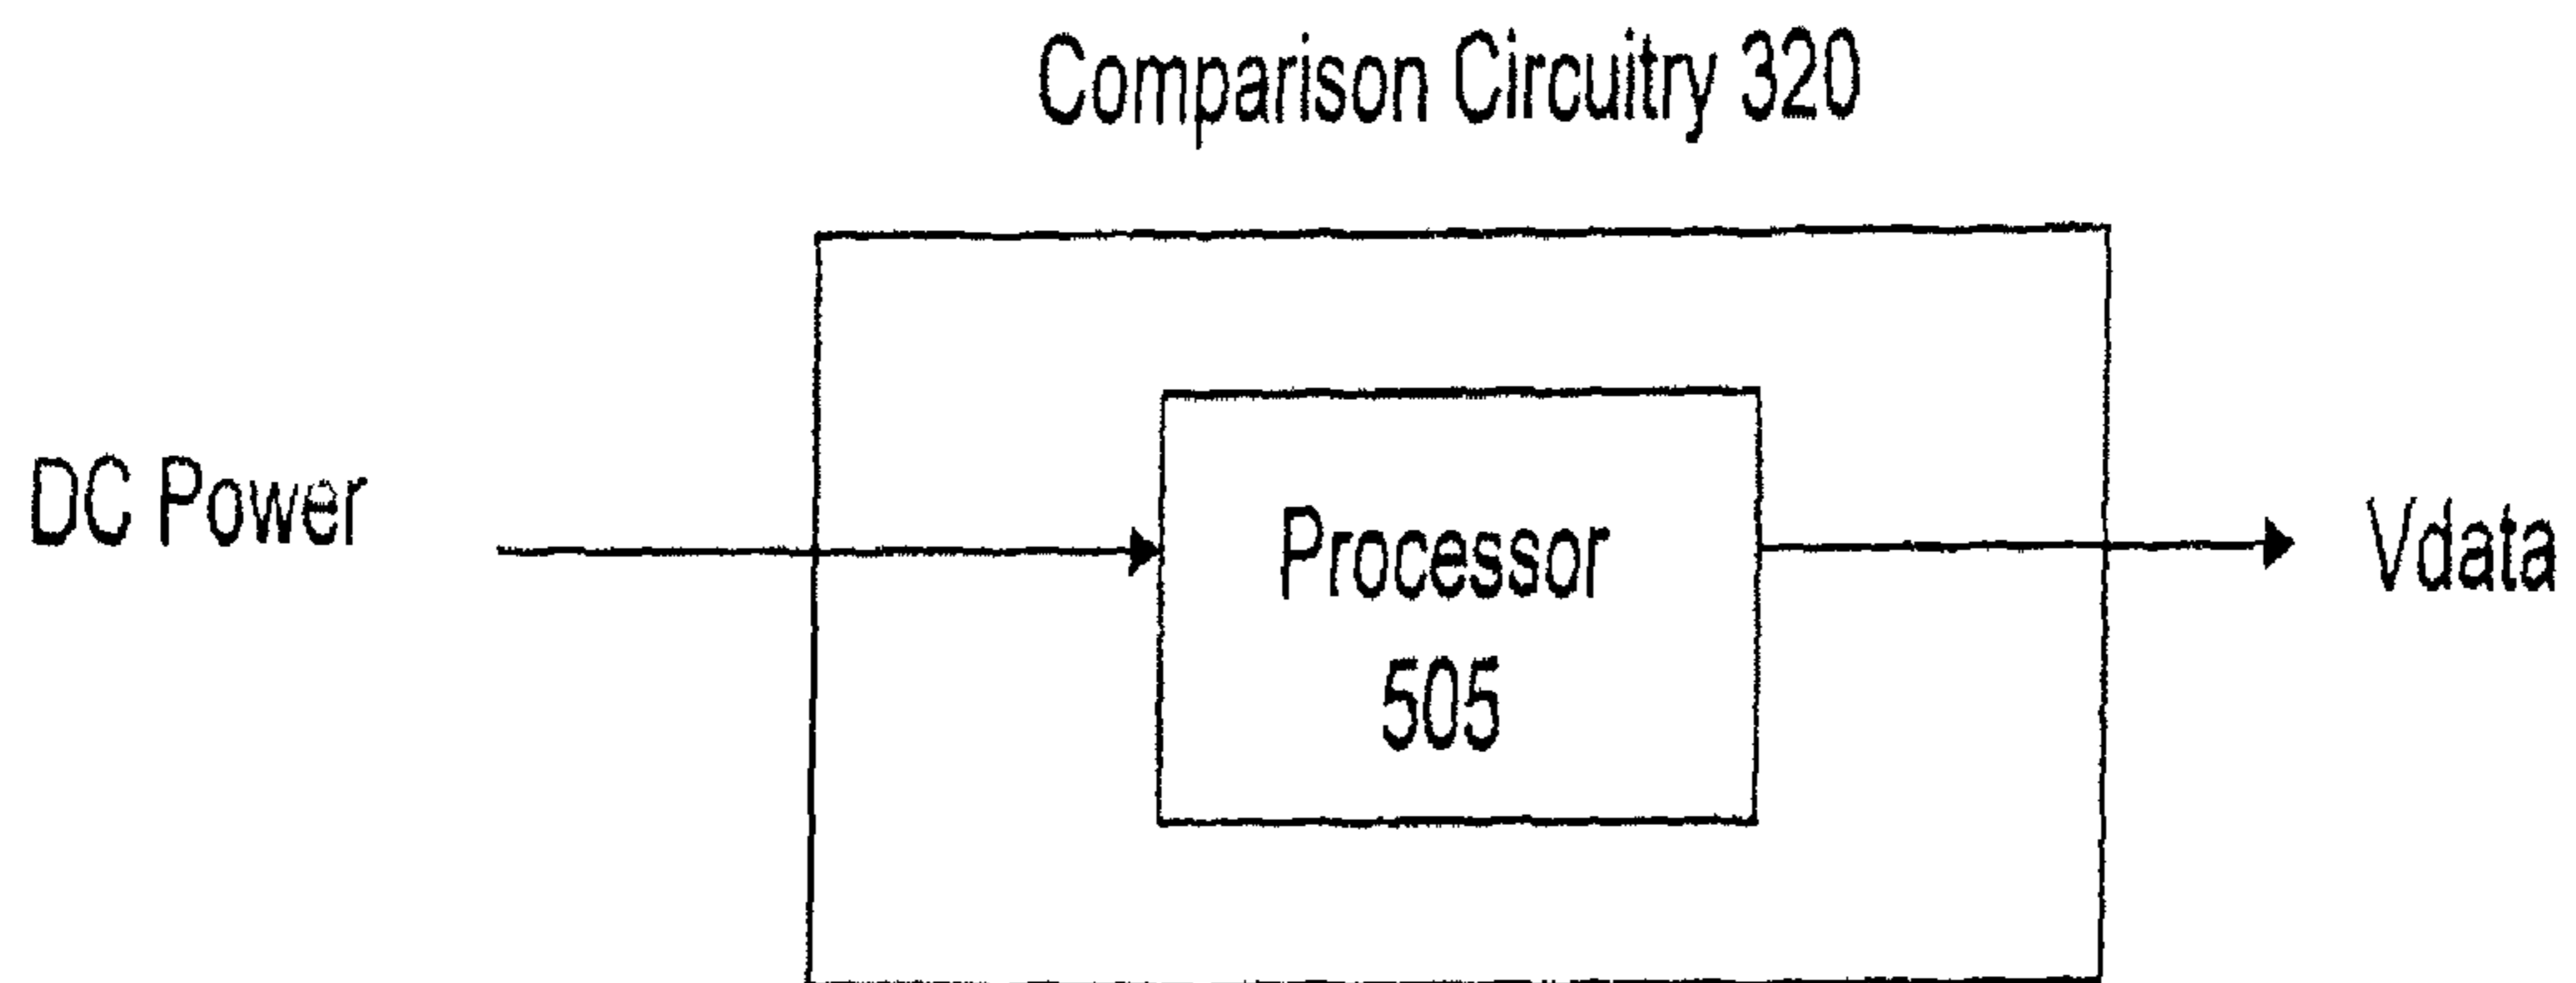 Comparison Circuitry 320
DC Power
Processor
505
Vdata